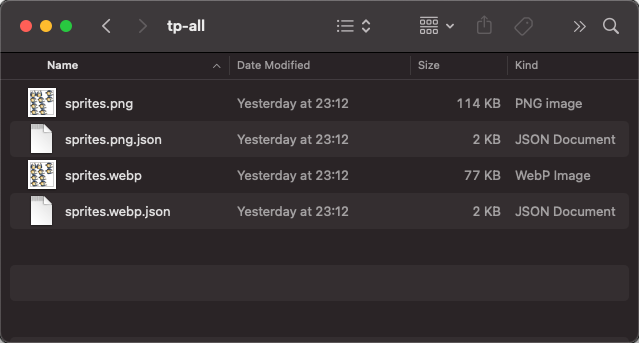 tp-all
Name Date Modified Size Kind
sprites.png Yesterday at 23:12 114 KB PNG image
sprites.png.json Yesterday at 23:12 2 KB JSON Document
sprites.webp Yesterday at 23:12 77 KB WebP Image
sprites.webp.json Yesterday at 23:12 2 KB JSON Document